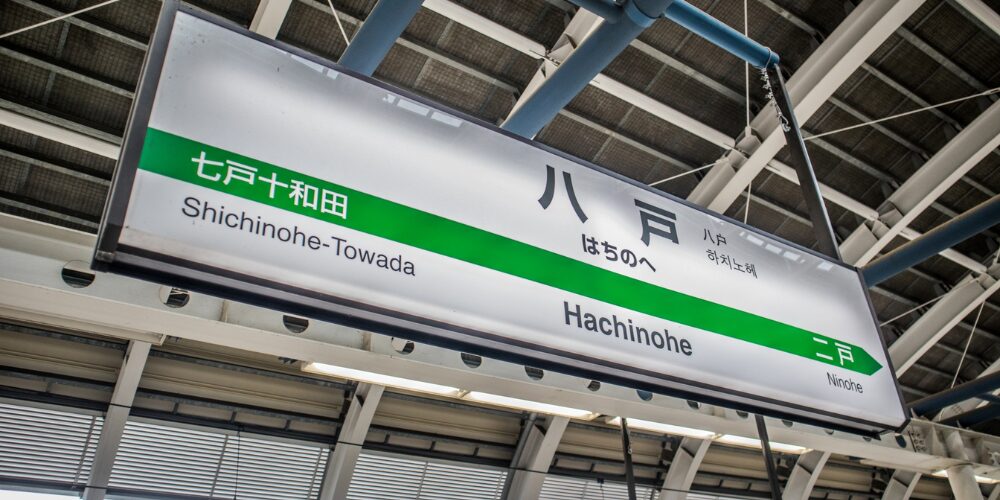 八戸
八户
하치노헤
はちのへ
七戸十和田
Shichinohe-Towada
Hachinohe
二戸
Ninohe